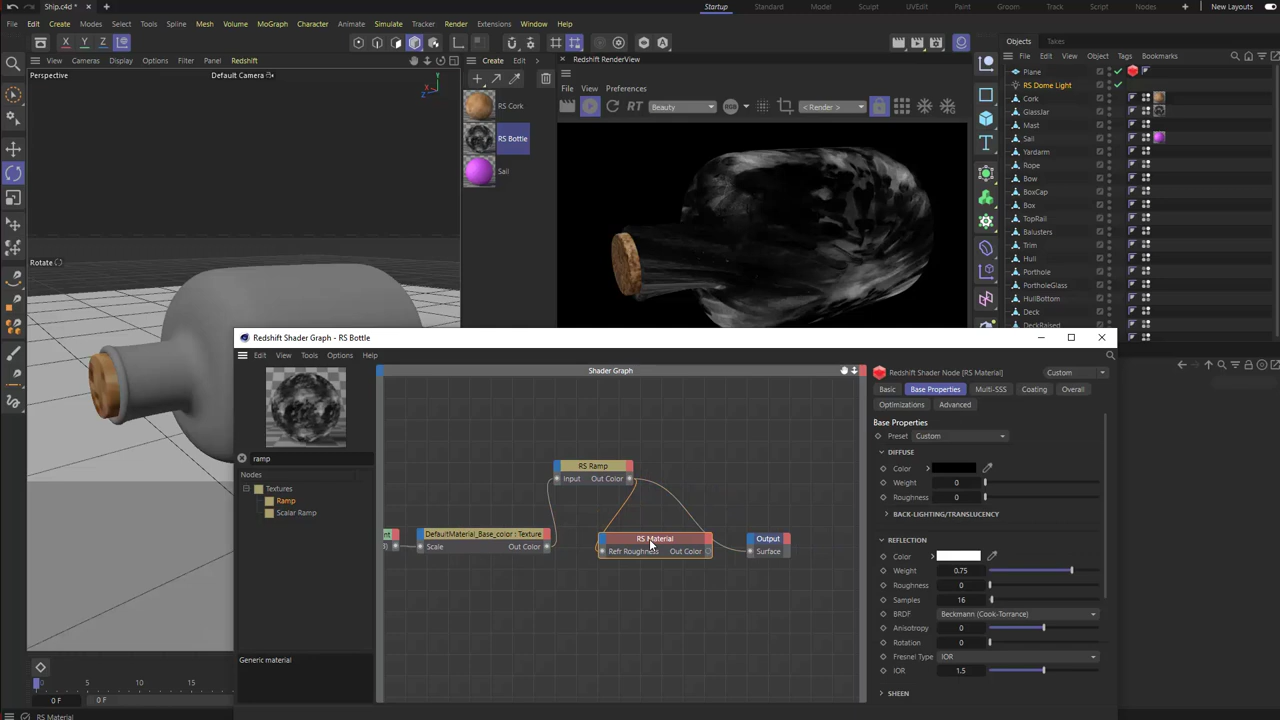 Ship.c4d *
Startup Standard Model Sculpt UVEdit Paint Groom Track Script Nodes New Layouts
File Edit Create Modes Select Tools Spline Mesh Volume MoGraph Character Animate Simulate Tracker Render Extensions Window Help
X Y Z
Objects Takes
View Cameras Display Options Filter Panel Redshift
Create Edit
Redshift RenderView
File Edit View Object Tags Bookmarks
Perspective
Default Camera
File View Preferences
RT Beauty RGB < Render >
Rotate
RS Cork
RS Bottle
Sail
Plane
RS Dome Light
Cork
GlassJar
Mast
Sail
Yardarm
Rope
Bow
BoxCap
Box
TopRail
Balusters
Trim
Hull
Porthole
PortholeGlass
HullBottom
Deck
DeckRaised
Redshift Shader Graph - RS Bottle
Edit View Tools Options Help
ramp
Nodes
Textures
Ramp
Scalar Ramp
Generic material
Shader Graph
RS Ramp
Input Out Color
DefaultMaterial_Base_color : Texture
Scale Out Color
RS Material
Refr Roughness Out Color
Output
Surface
Redshift Shader Node [RS Material] Custom
Basic Base Properties Multi-SSS Coating Overall
Optimizations Advanced
Base Properties
Preset Custom
DIFFUSE
Color
Weight 0
Roughness 0
BACK-LIGHTING/TRANSLUCENCY
REFLECTION
Color
Weight 0.75
Roughness 0
Samples 16
BRDF Beckmann (Cook-Torrance)
Anisotropy 0
Rotation 0
Fresnel Type IOR
IOR 1.5
SHEEN
0 5 10 15 20
0 F 0 F
RS Material